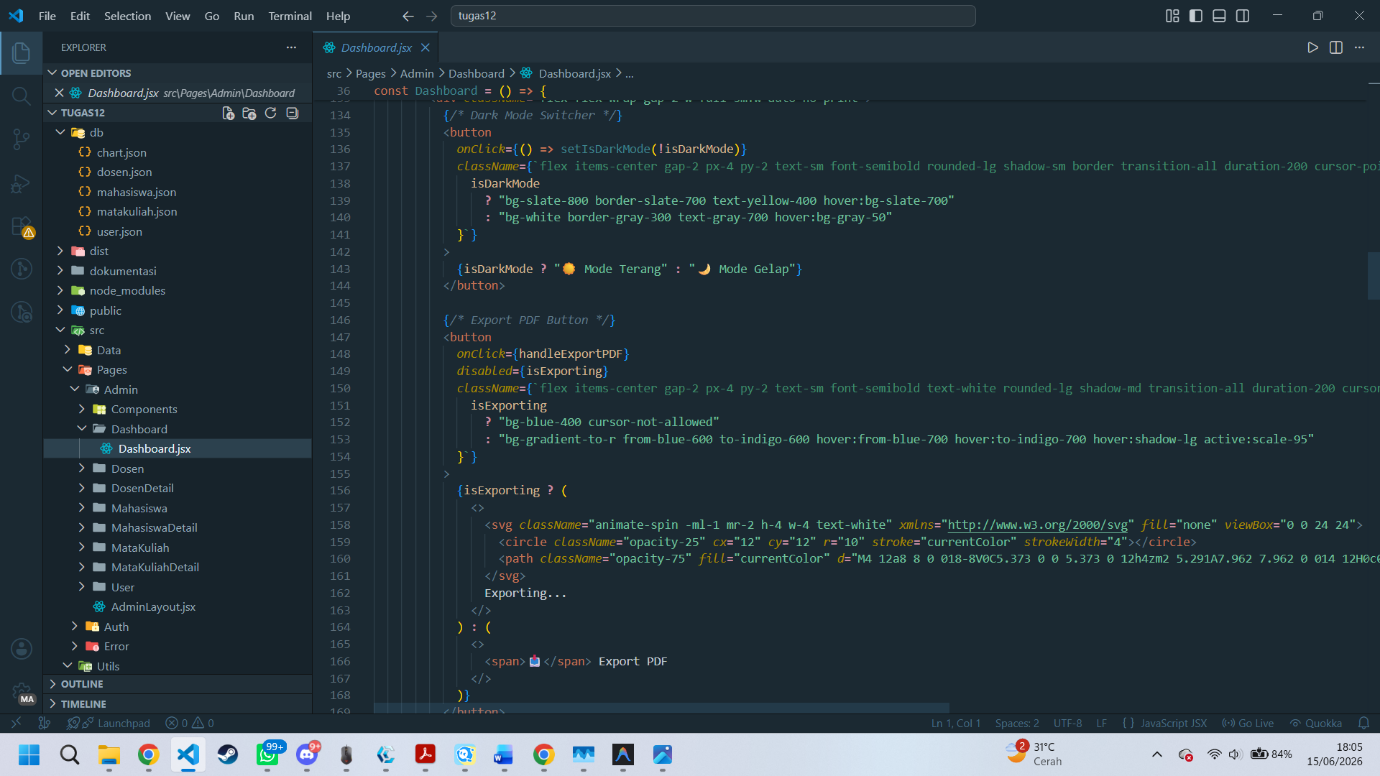 File Edit Selection View Go Run Terminal Help
tugas12
EXPLORER
OPEN EDITORS
Dashboard.jsx src\Pages\Admin\Dashboard
TUGAS12
db
chart.json
dosen.json
mahasiswa.json
matakuliah.json
user.json
dist
dokumentasi
node_modules
public
src
Data
Pages
Admin
Components
Dashboard
Dashboard.jsx
Dosen
DosenDetail
Mahasiswa
MahasiswaDetail
MataKuliah
MataKuliahDetail
User
AdminLayout.jsx
Auth
Error
Utils
OUTLINE
TIMELINE
Dashboard.jsx
src > Pages > Admin > Dashboard > Dashboard.jsx > ...
36 const Dashboard = () => {
134 {/* Dark Mode Switcher */}
135 <button
136 onClick={() => setIsDarkMode(!isDarkMode)}
137 className={`flex items-center gap-2 px-4 py-2 text-sm font-semibold rounded-lg shadow-sm border transition-all duration-200 cursor-poi
138 isDarkMode
139 ? "bg-slate-800 border-slate-700 text-yellow-400 hover:bg-slate-700"
140 : "bg-white border-gray-300 text-gray-700 hover:bg-gray-50"
141 }`}
142 >
143 {isDarkMode ? "🌞 Mode Terang" : "🌙 Mode Gelap"}
144 </button>
145
146 {/* Export PDF Button */}
147 <button
148 onClick={handleExportPDF}
149 disabled={isExporting}
150 className={`flex items-center gap-2 px-4 py-2 text-sm font-semibold text-white rounded-lg shadow-md transition-all duration-200 cursor
151 isExporting
152 ? "bg-blue-400 cursor-not-allowed"
153 : "bg-gradient-to-r from-blue-600 to-indigo-600 hover:from-blue-700 hover:to-indigo-700 hover:shadow-lg active:scale-95"
154 }`}
155 >
156 {isExporting ? (
157 <>
158 <svg className="animate-spin -ml-1 mr-2 h-4 w-4 text-white" xmlns="http://www.w3.org/2000/svg" fill="none" viewBox="0 0 24 24">
159 <circle className="opacity-25" cx="12" cy="12" r="10" stroke="currentColor" strokeWidth="4"></circle>
160 <path className="opacity-75" fill="currentColor" d="M4 12a8 8 0 018-8V0C5.373 0 0 5.373 0 12h4zm2 5.291A7.962 7.962 0 014 12H0c0
161 </svg>
162 Exporting...
163 </>
164 ) : (
165 <>
166 <span>📩</span> Export PDF
167 </>
168 )}
169 </button>
MA
Launchpad 0 0
Ln 1, Col 1 Spaces: 2 UTF-8 LF {} JavaScript JSX Go Live Quokka
99+
9+
2
31°C
Cerah
84%
18:05
15/06/2026